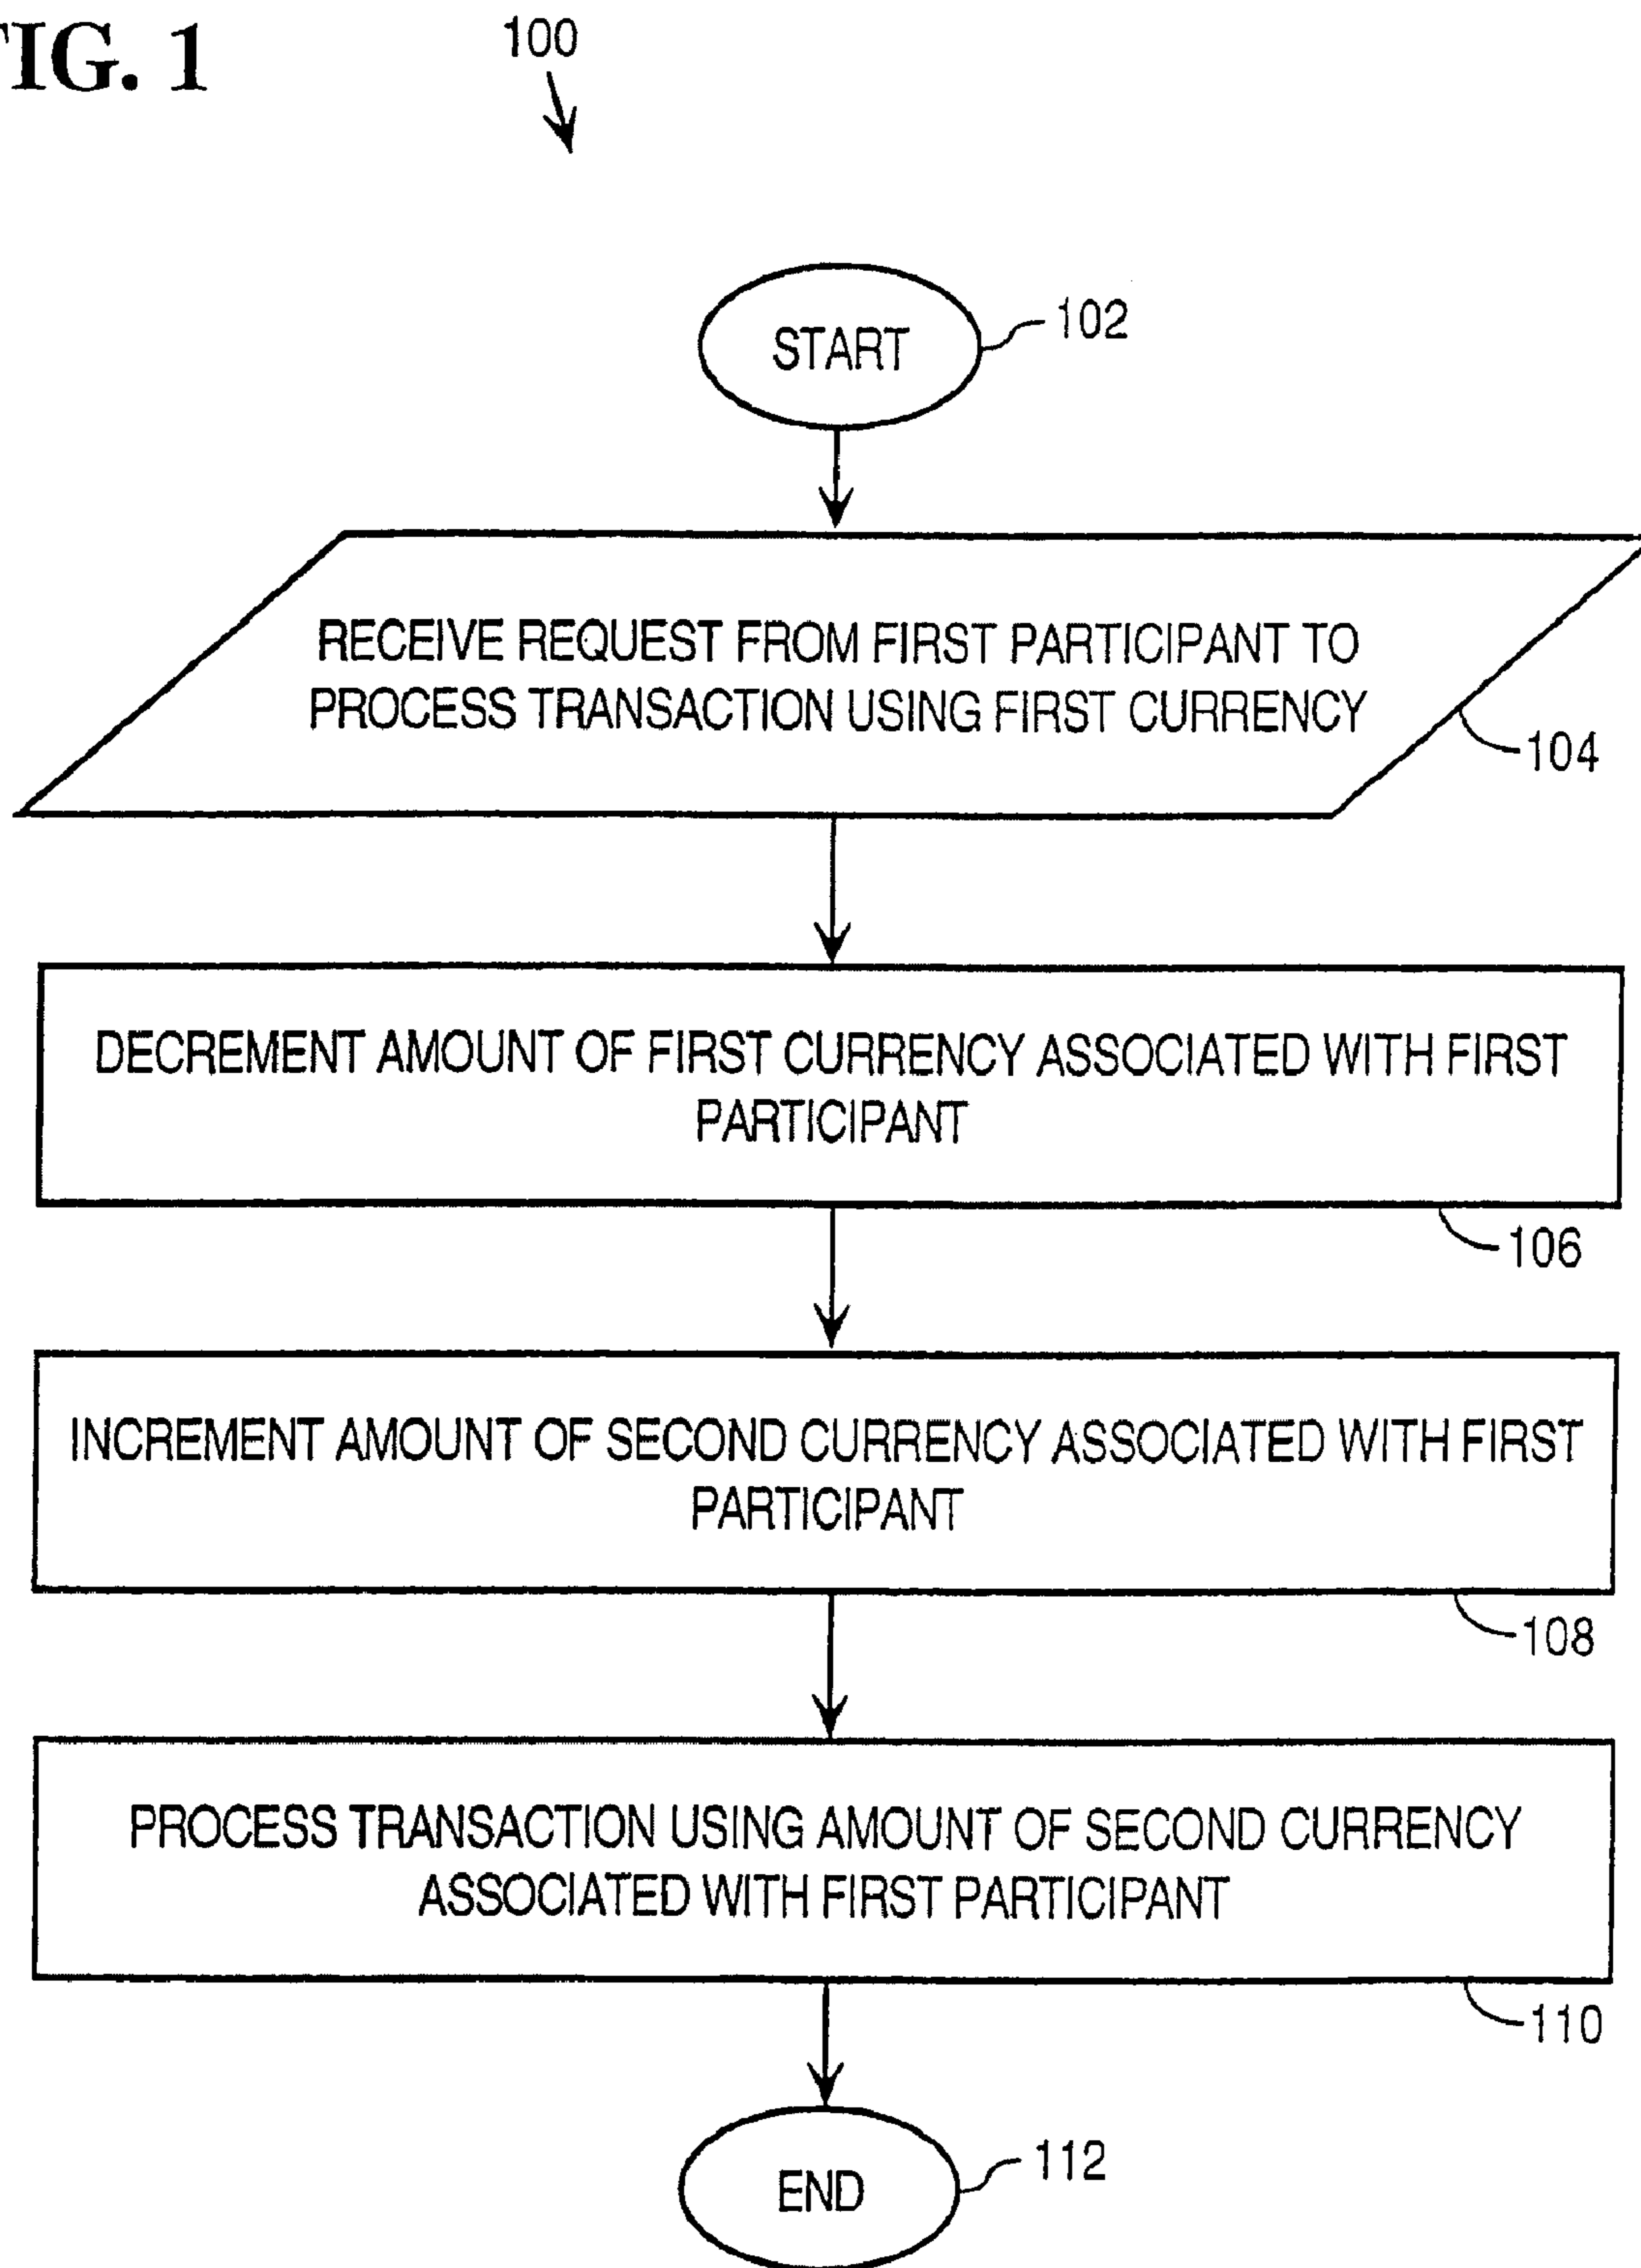 FIG. 1
100
START
102
RECEIVE REQUEST FROM FIRST PARTICIPANT TO
PROCESS TRANSACTION USING FIRST CURRENCY
104
DECREMENT AMOUNT OF FIRST CURRENCY ASSOCIATED WITH FIRST
PARTICIPANT
106
INCREMENT AMOUNT OF SECOND CURRENCY ASSOCIATED WITH FIRST
PARTICIPANT
108
PROCESS TRANSACTION USING AMOUNT OF SECOND CURRENCY
ASSOCIATED WITH FIRST PARTICIPANT
110
END
112